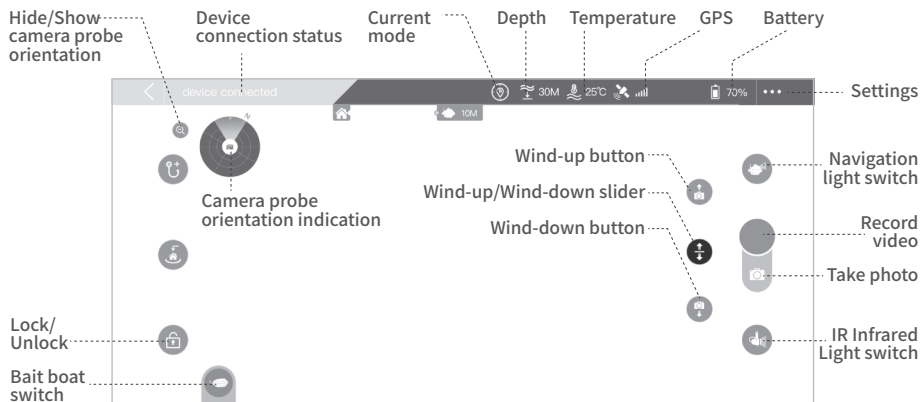 Hide/Show
camera probe
orientation
Device
connection status
Current
mode
Depth
Temperature
GPS
Battery
device connected
30M
25℃
70%
Settings
N
10M
Camera probe
orientation indication
Wind-up button
Wind-up/Wind-down slider
Wind-down button
Navigation
light switch
Record
video
Take photo
Lock/
Unlock
IR Infrared
Light switch
Bait boat
switch